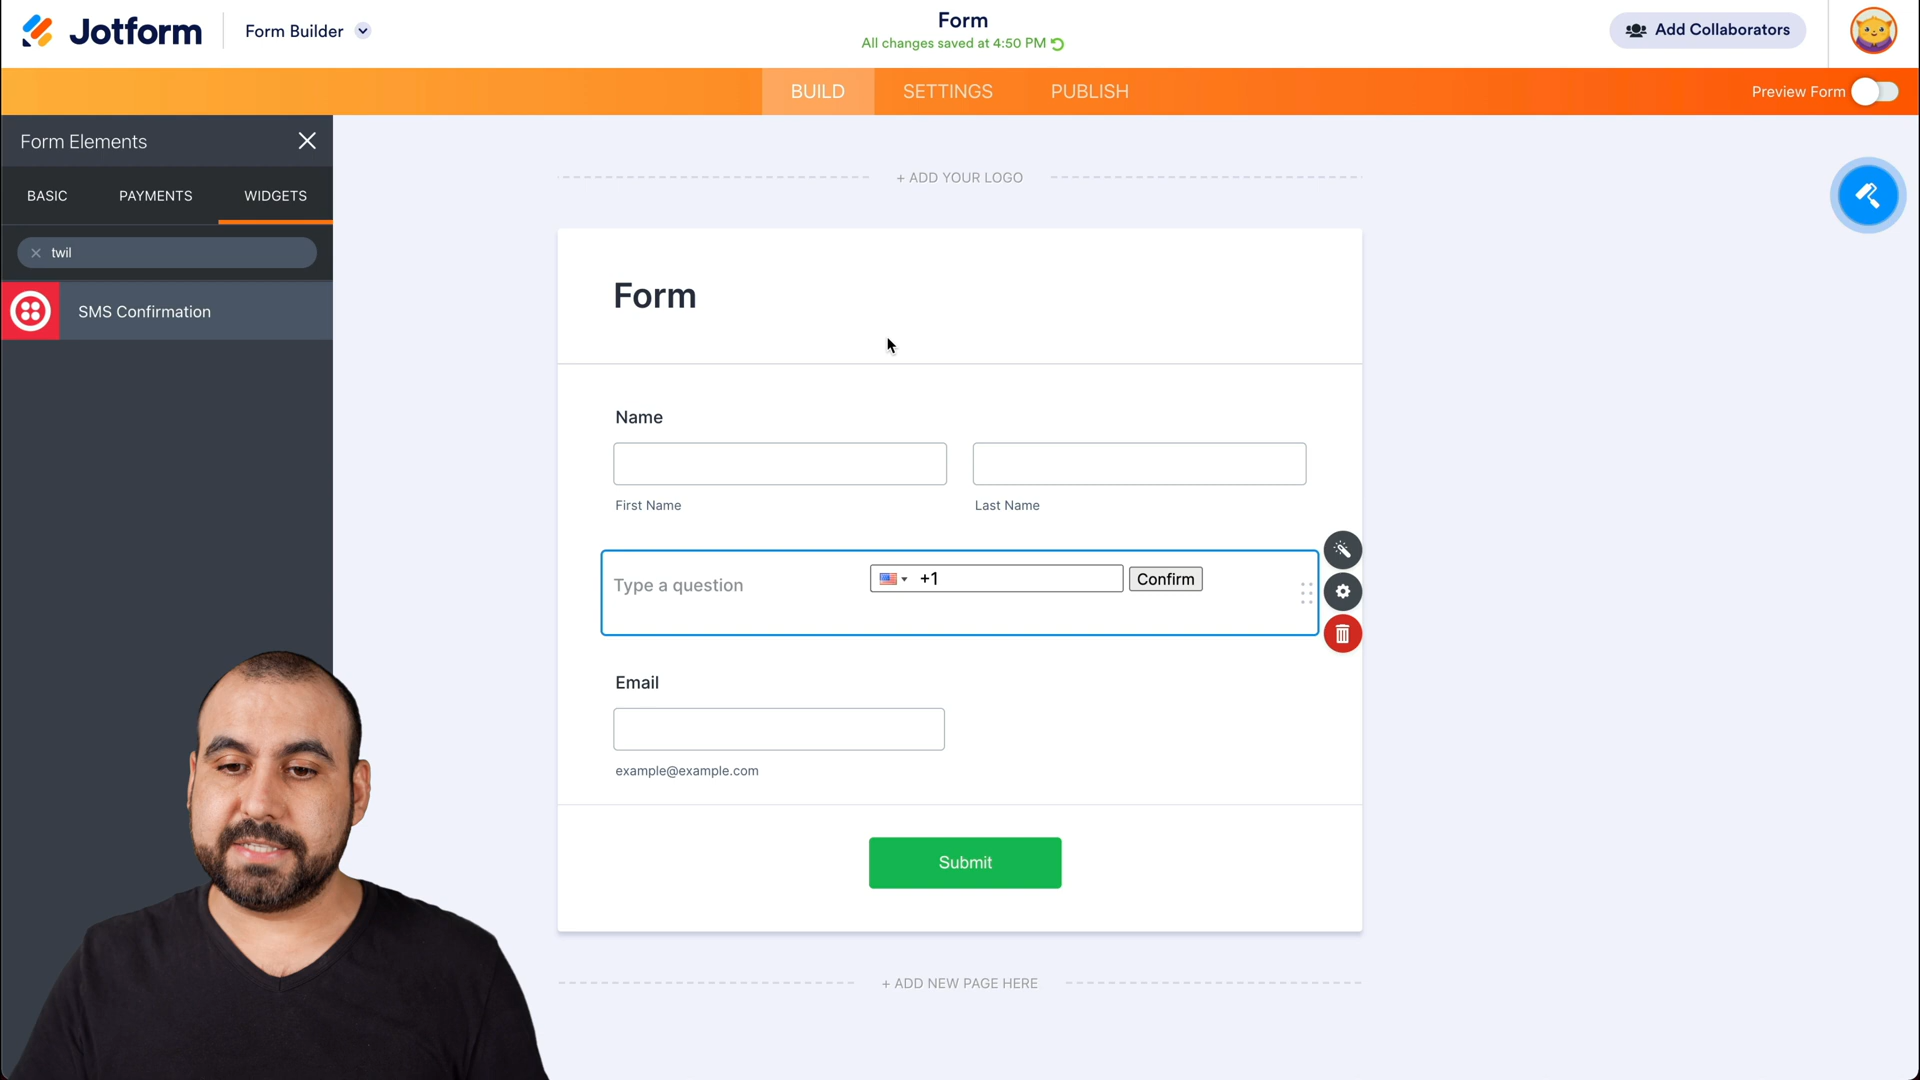 Jotform
Form Builder
Form
All changes saved at 4:50 PM
Add Collaborators
BUILD
SETTINGS
PUBLISH
Preview Form
Form Elements
BASIC
PAYMENTS
WIDGETS
twil
SMS Confirmation
+ ADD YOUR LOGO
Form
Name
First Name
Last Name
Type a question
+1
Confirm
Email
example@example.com
Submit
+ ADD NEW PAGE HERE